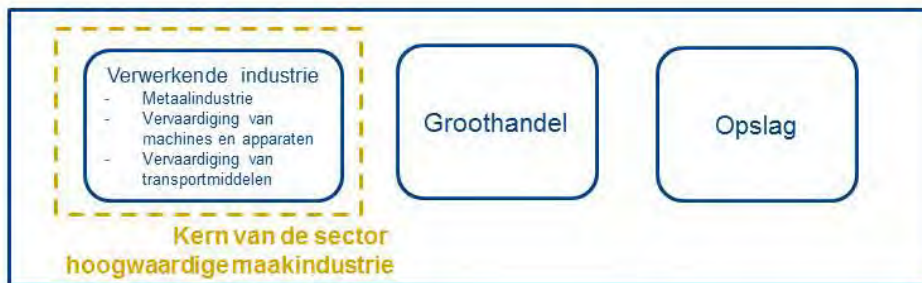 Verwerkende industrie
- Metaalindustrie
- Vervaardiging van
machines en apparaten
- Vervaardiging van
transportmiddelen
Groothandel
Opslag
Kern van de sector
hoogwaardige maakindustrie